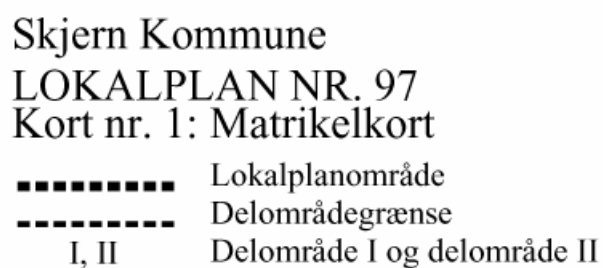 Skjern Kommune
LOKALPLAN NR. 97
Kort nr. 1: Matrikelkort
Lokalplanområde
Delområdegrænse
I, II Delområde I og delområde II